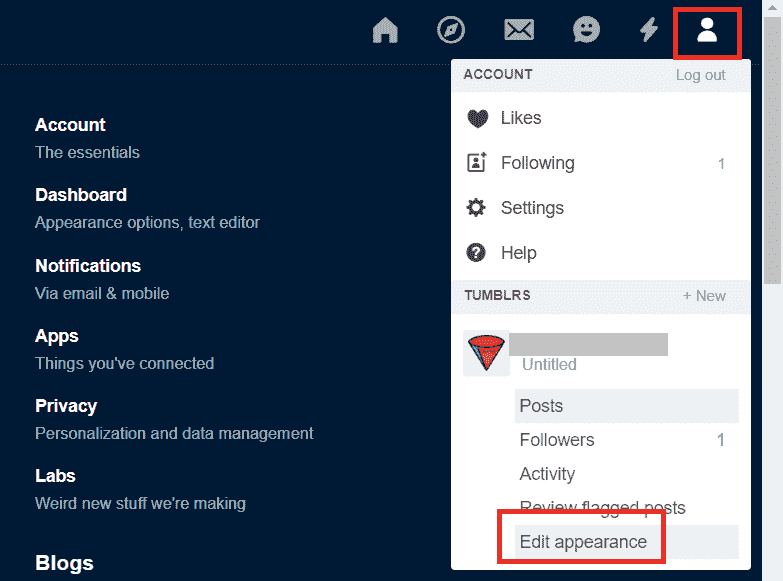 Account
The essentials
Dashboard
Appearance options, text editor
Notifications
Via email & mobile
Apps
Things you've connected
Privacy
Personalization and data management
Labs
Weird new stuff we're making
Blogs
ACCOUNT Log out
Likes
Following 1
Settings
Help
TUMBLRS + New
Untitled
Posts
Followers 1
Activity
Review flagged posts
Edit appearance